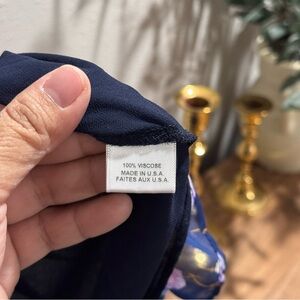 100% VISCOSE
MADE IN U.S.A
FAITES AUX U.S.A.